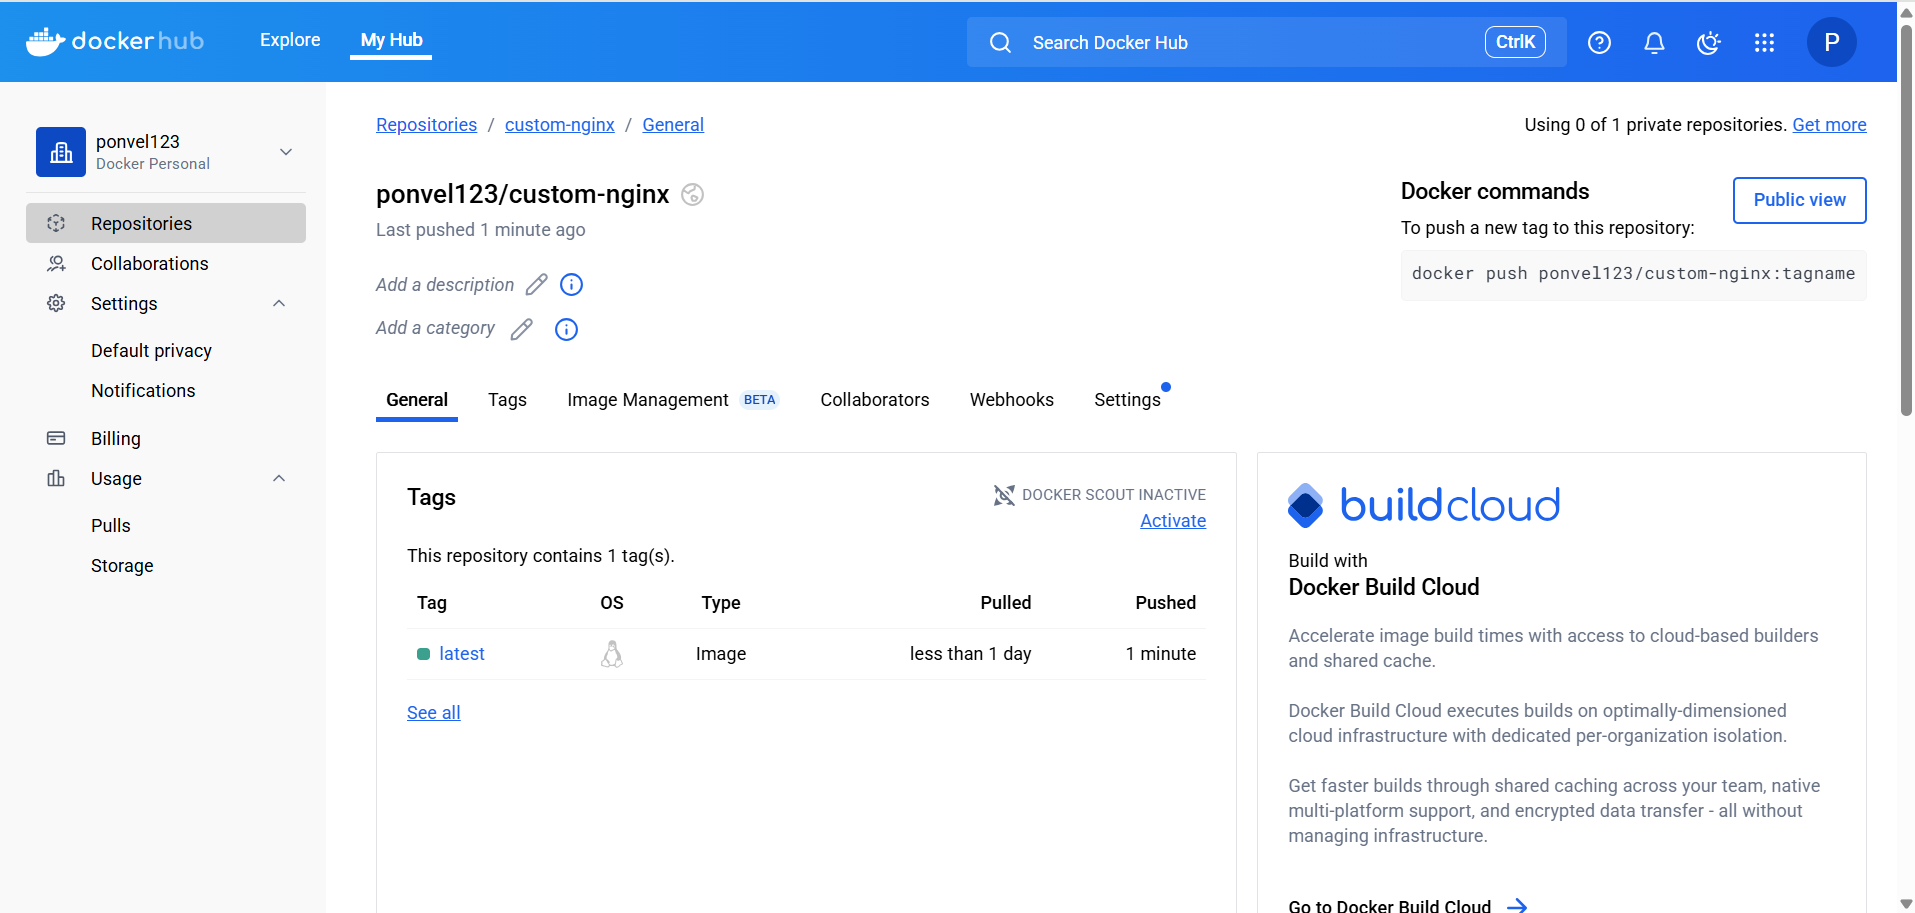 dockerhub
Explore
My Hub
Search Docker Hub
CtrlK
P
ponvel123
Docker Personal
Repositories
Collaborations
Settings
Default privacy
Notifications
Billing
Usage
Pulls
Storage
Repositories / custom-nginx / General
Using 0 of 1 private repositories. Get more
ponvel123/custom-nginx
Last pushed 1 minute ago
Add a description
Add a category
Docker commands
Public view
To push a new tag to this repository:
docker push ponvel123/custom-nginx:tagname
General Tags Image Management BETA Collaborators Webhooks Settings
Tags
DOCKER SCOUT INACTIVE
Activate
This repository contains 1 tag(s).
Tag OS Type Pulled Pushed
latest Image less than 1 day 1 minute
See all
buildcloud
Build with
Docker Build Cloud
Accelerate image build times with access to cloud-based builders
and shared cache.
Docker Build Cloud executes builds on optimally-dimensioned
cloud infrastructure with dedicated per-organization isolation.
Get faster builds through shared caching across your team, native
multi-platform support, and encrypted data transfer - all without
managing infrastructure.
Go to Docker Build Cloud